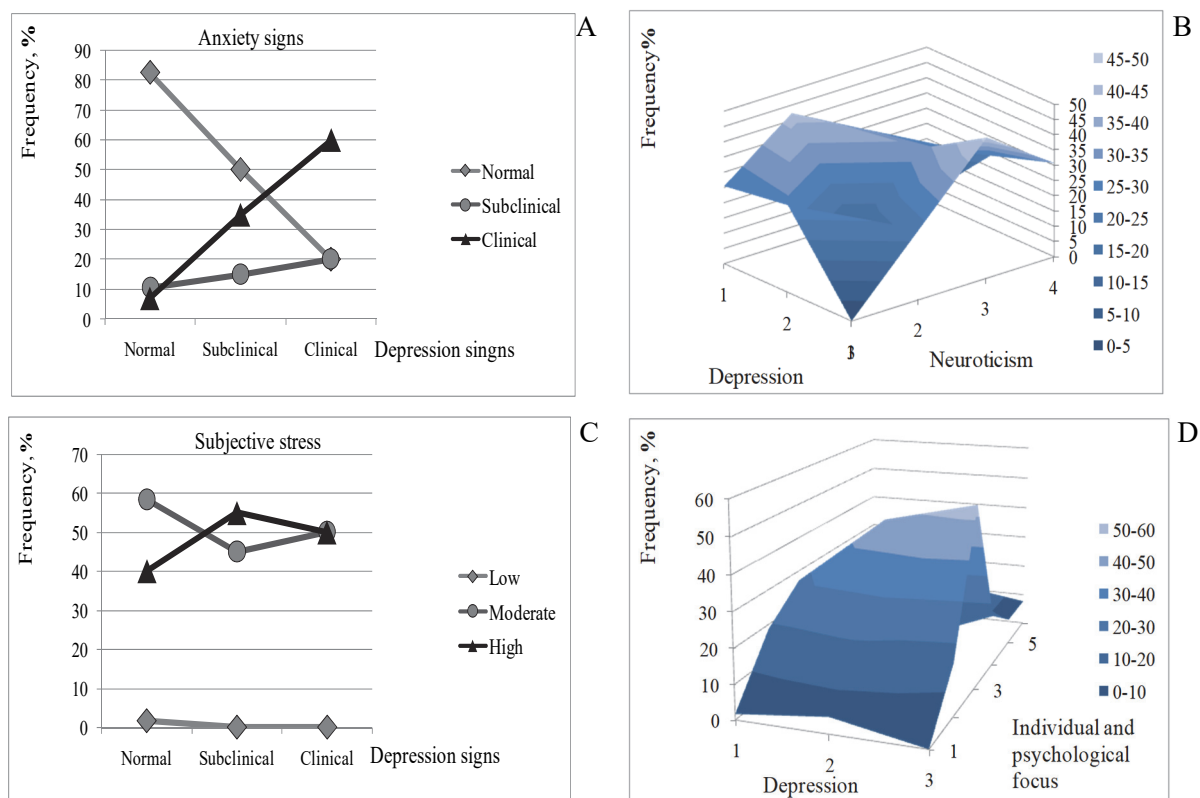 A
Anxiety signs
Frequency, %
90
80
70
60
50
40
30
20
10
0
Normal
Subclinical
Clinical
Normal Subclinical Clinical Depression singns
B
Frequency%
45-50
40-45
35-40
30-35
25-30
20-25
15-20
10-15
5-10
0-5
50
45
40
35
30
25
20
15
10
5
0
1
2
3
Depression
1
2
3
4
Neuroticism
C
Subjective stress
Frequency, %
70
60
50
40
30
20
10
0
Low
Moderate
High
Normal Subclinical Clinical Depression signs
D
Frequency, %
60
50
40
30
20
10
0
50-60
40-50
30-40
20-30
10-20
0-10
1
2
3
Depression
1
3
5
Individual and
psychological
focus